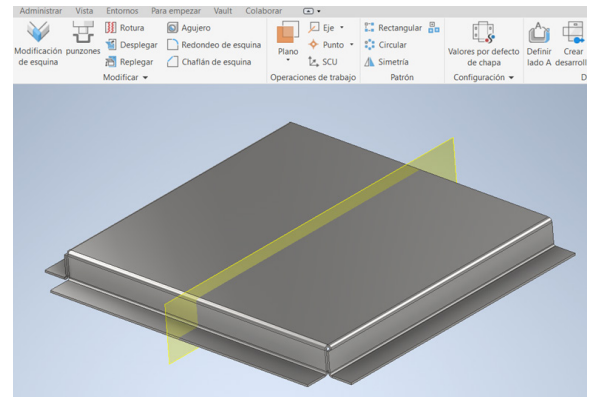 Administrar Vista Entornos Para empezar Vault Colaborar
Modificación de esquina
punzones
Rotura
Desplegar
Replegar
Agujero
Redondeo de esquina
Chaflán de esquina
Modificar
Plano
Eje
Punto
SCU
Operaciones de trabajo
Rectangular
Circular
Simetría
Patrón
Valores por defecto
de chapa
Configuración
Definir
lado A
Crear
desarroll
D